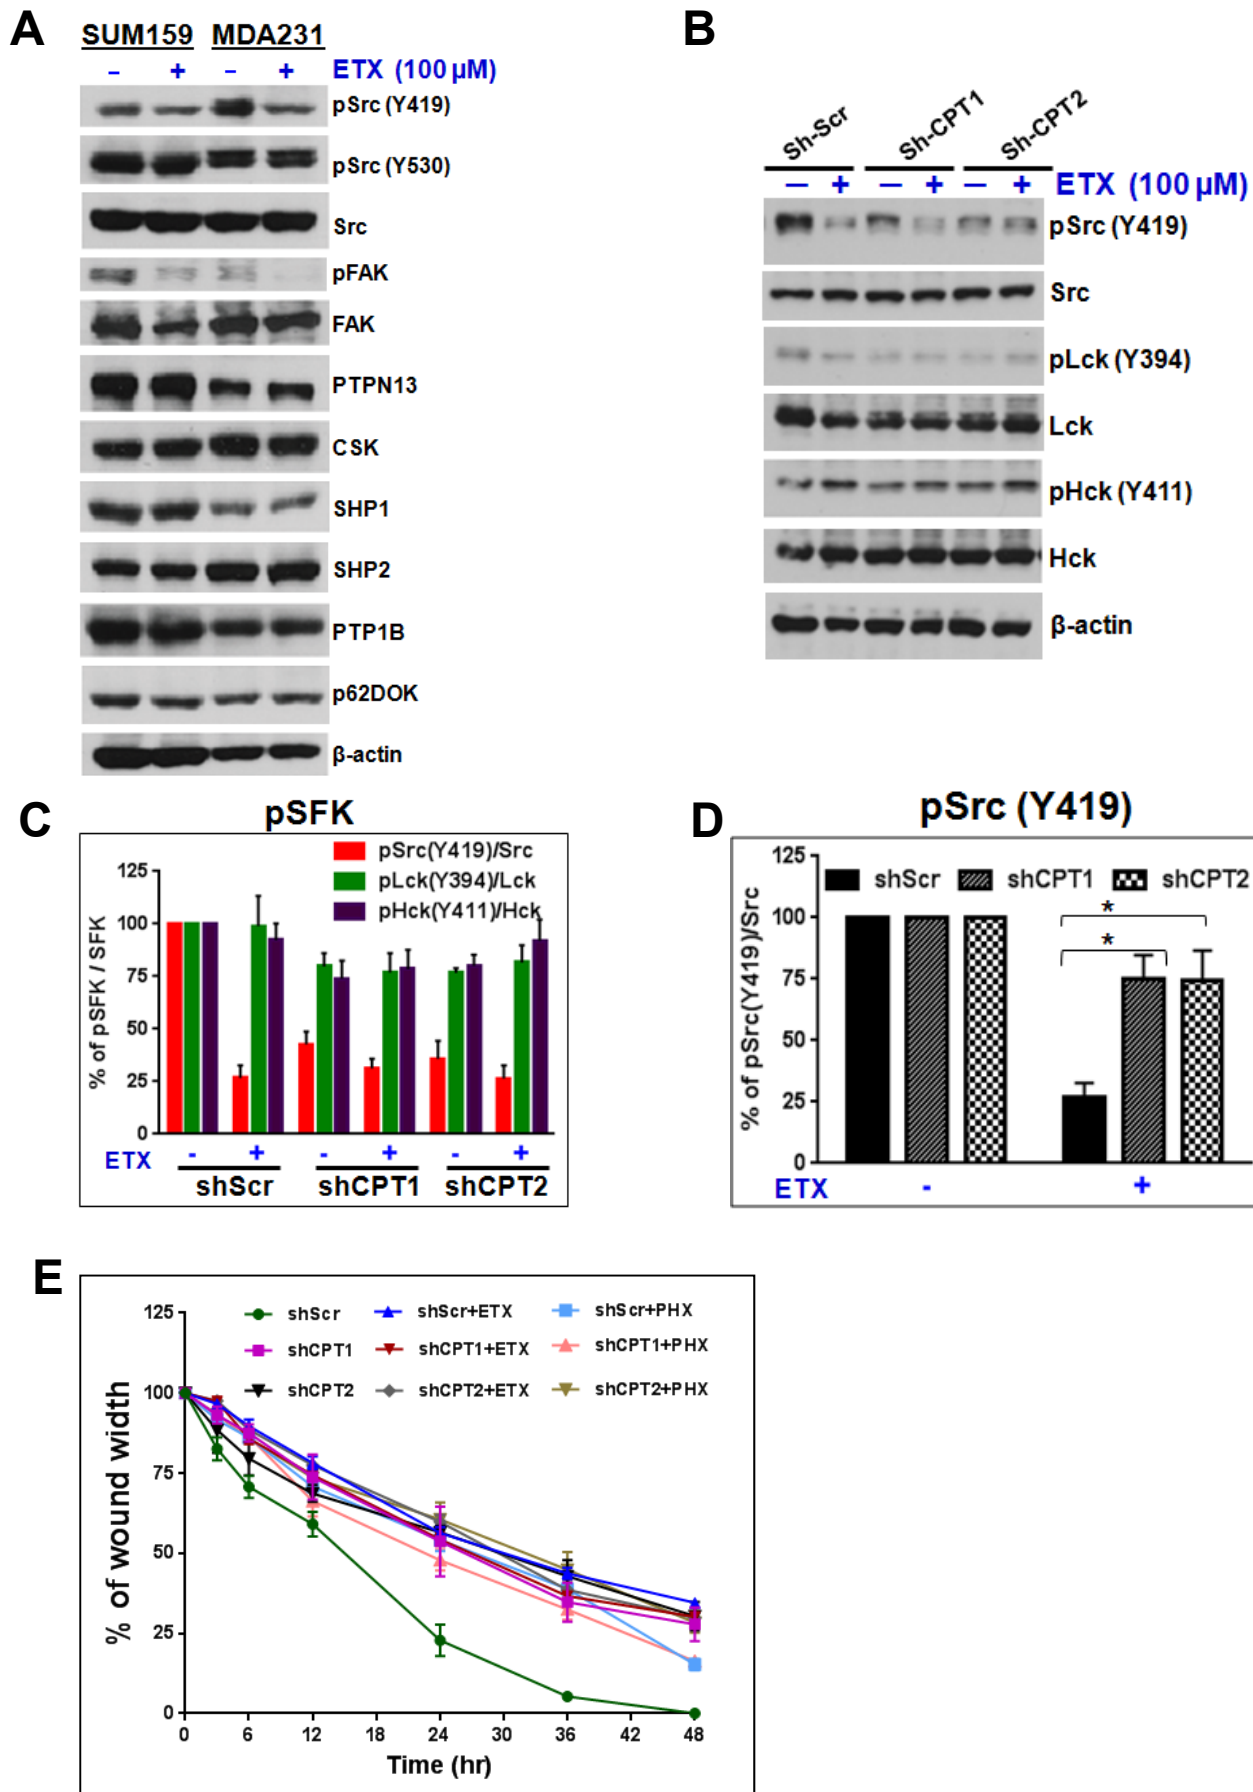 A
SUM159 MDA231
– + – + ETX (100 µM)
pSrc (Y419)
pSrc (Y530)
Src
pFAK
FAK
PTPN13
CSK
SHP1
SHP2
PTP1B
p62DOK
β-actin
B
Sh-Scr Sh-CPT1 Sh-CPT2
– + – + – + ETX (100 µM)
pSrc (Y419)
Src
pLck (Y394)
Lck
pHck (Y411)
Hck
β-actin
C
pSFK
pSrc(Y419)/Src
pLck(Y394)/Lck
pHck(Y411)/Hck
% of pSFK / SFK
125
100
75
50
25
0
ETX - + - + - +
shScr shCPT1 shCPT2
D
pSrc (Y419)
shScr shCPT1 shCPT2
% of pSrc(Y419)/Src
125
100
75
50
25
0
*
*
ETX - +
E
shScr shScr+ETX shScr+PHX
shCPT1 shCPT1+ETX shCPT1+PHX
shCPT2 shCPT2+ETX shCPT2+PHX
% of wound width
125
100
75
50
25
0
0 6 12 18 24 30 36 42 48
Time (hr)